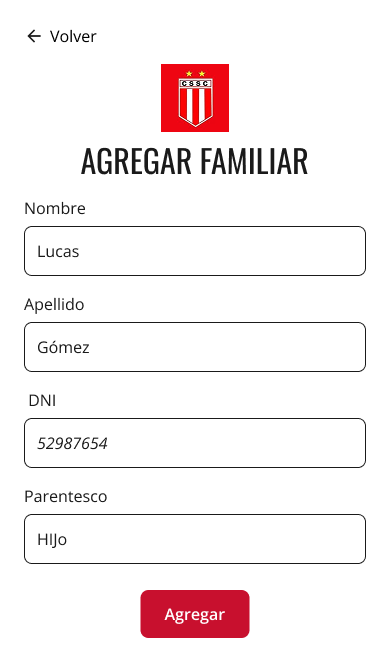 Volver
CSSC
AGREGAR FAMILIAR
Nombre
Lucas
Apellido
Gómez
DNI
52987654
Parentesco
HIJo
Agregar